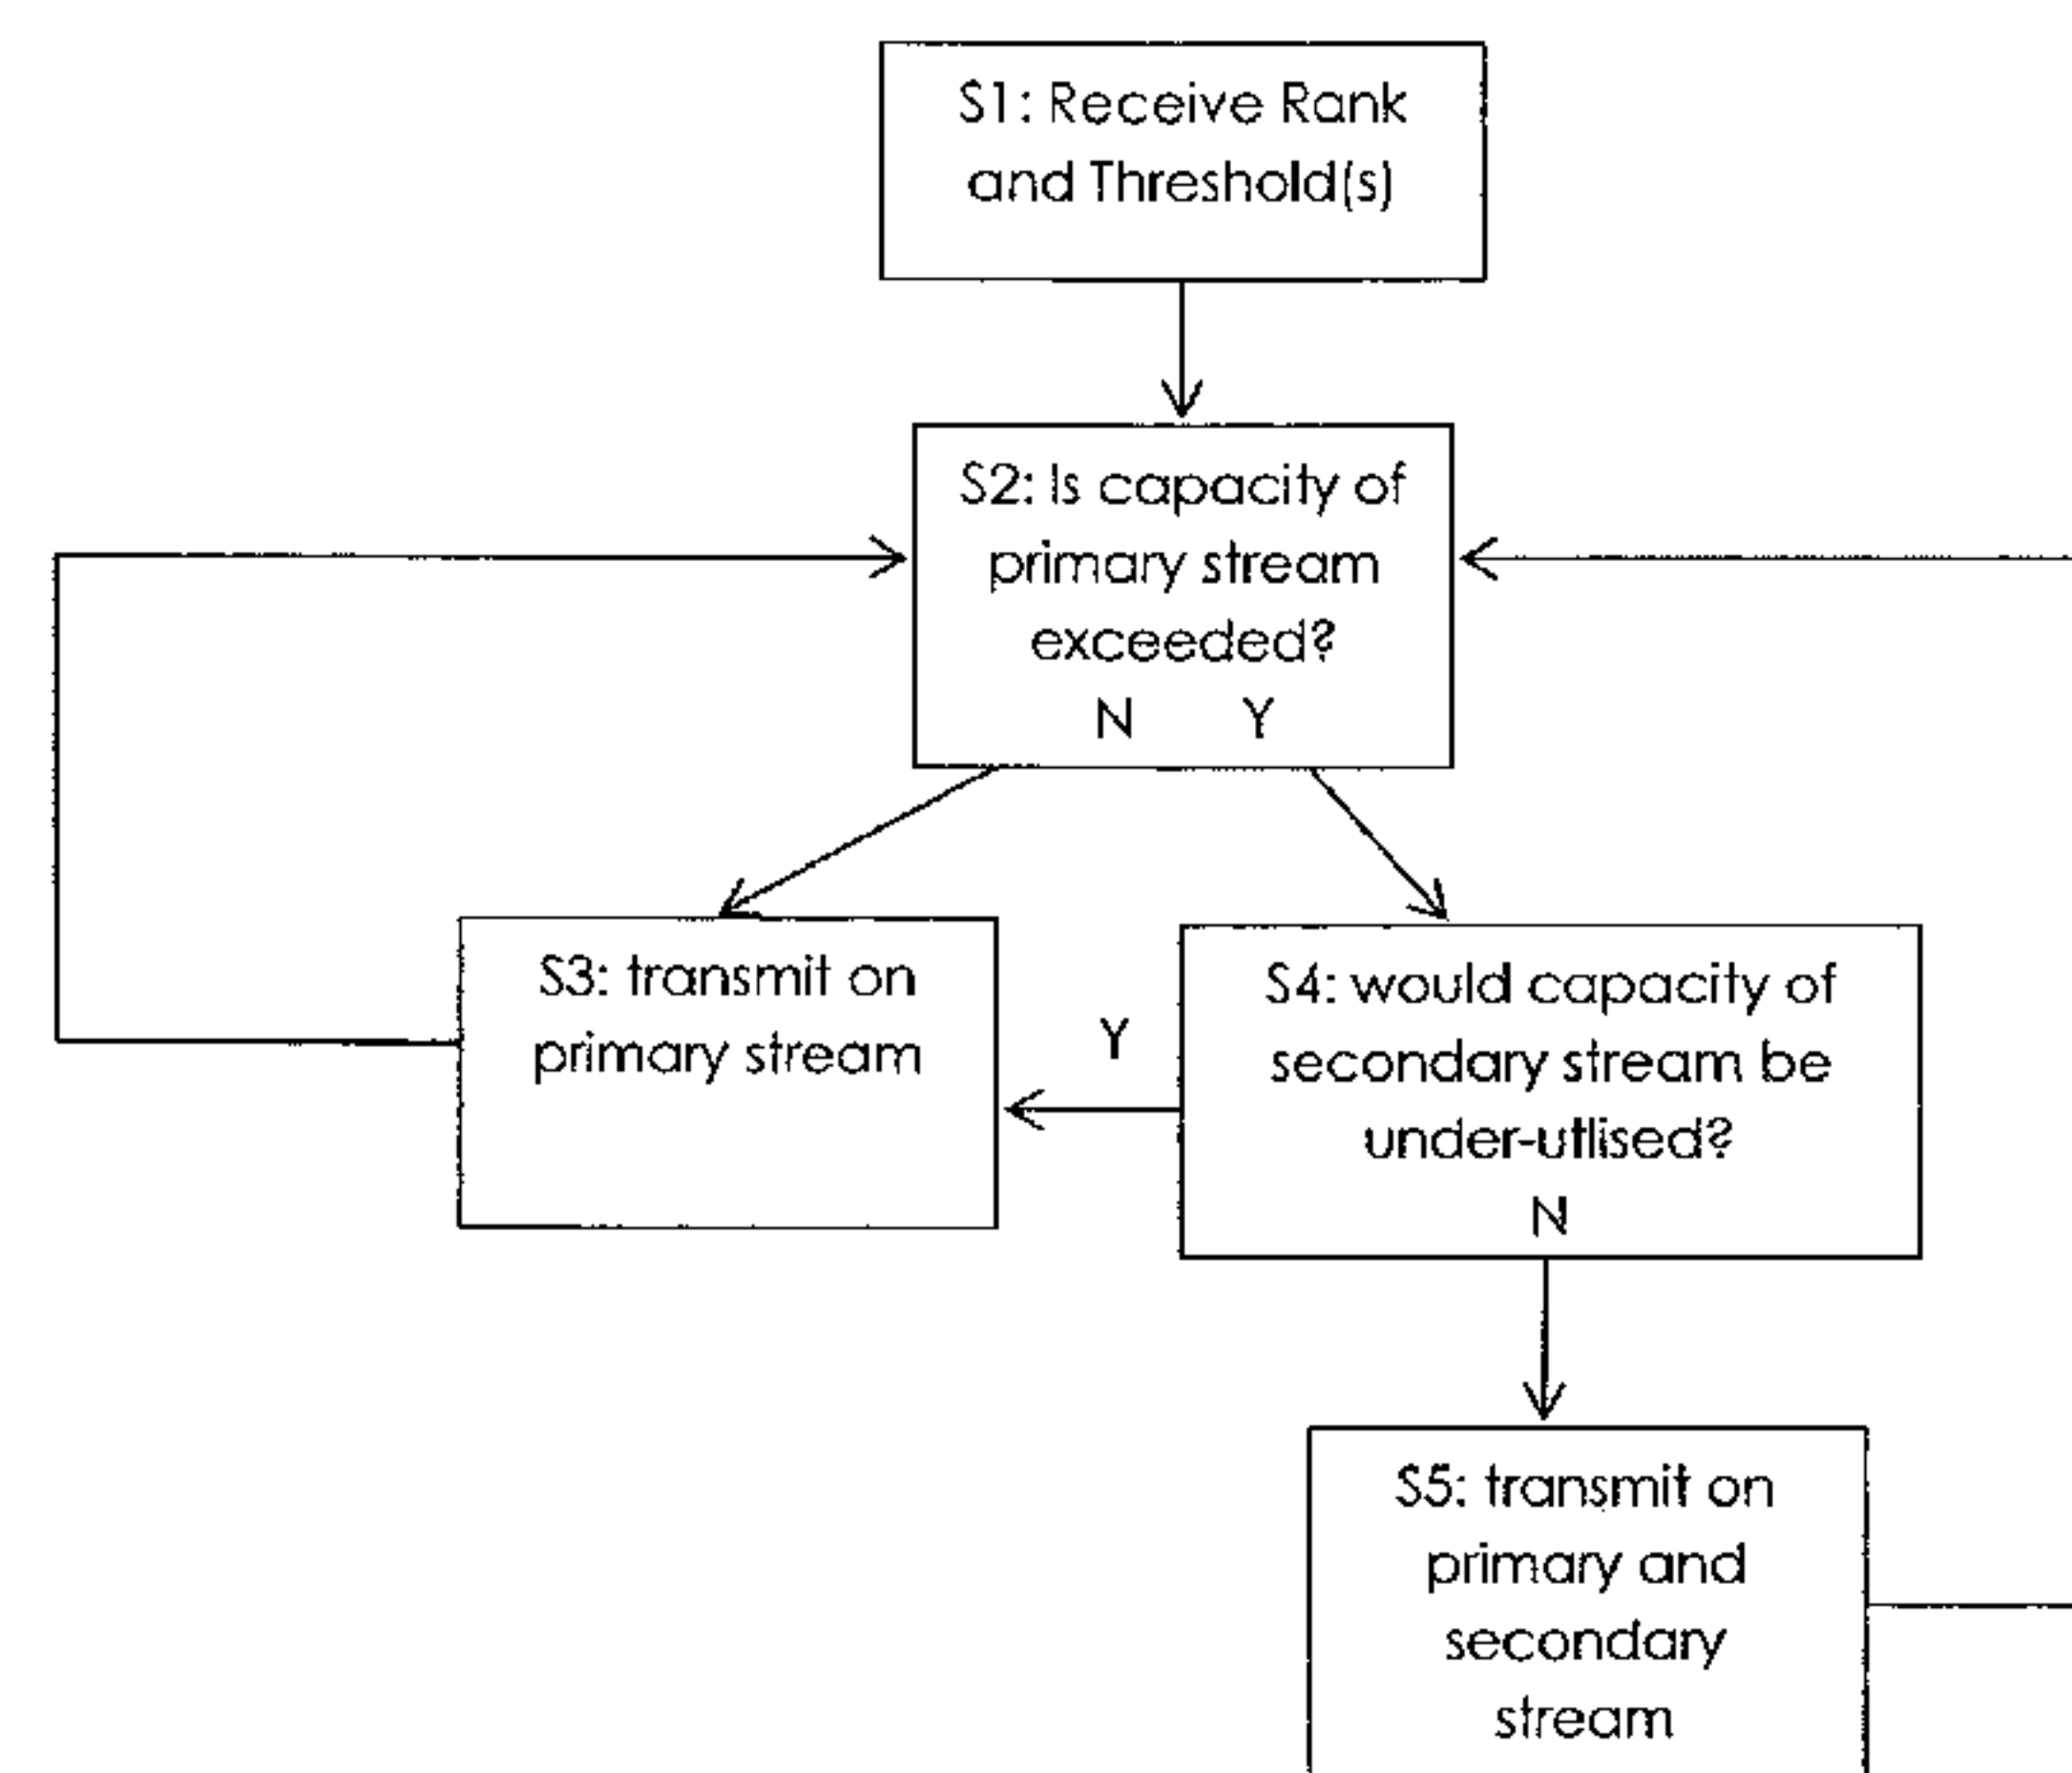 S1: Receive Rank
and Threshold(s)
S2: Is capacity of
primary stream
exceeded?
N Y
S3: transmit on
primary stream
Y
S4: would capacity of
secondary stream be
under-utlised?
N
S5: transmit on
primary and
secondary
stream